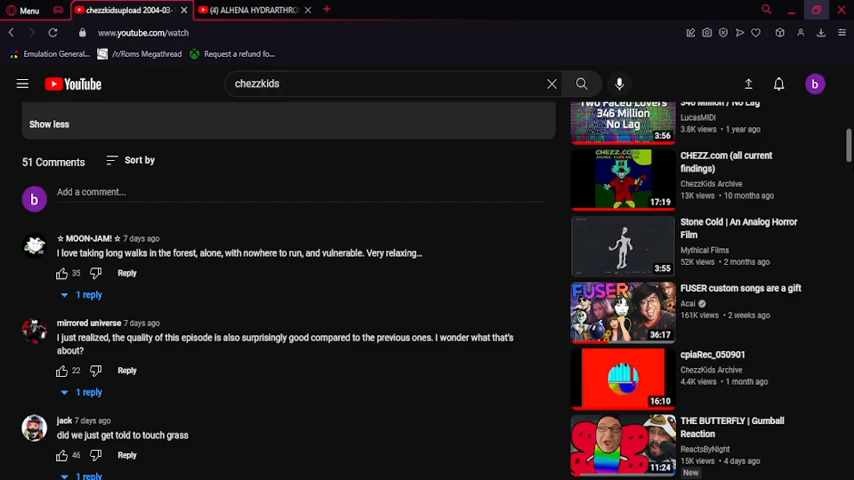 Menu
chezzkidsupload 2004-03-
(4) ALHENA HYDRARTHRO
www.youtube.com/watch
Emulation General...
/r/Roms Megathread
Request a refund fo...
YouTube
chezzkids
b
Show less
51 Comments
Sort by
b
Add a comment...
☆ MOON•JAM! ☆ 7 days ago
I love taking long walks in the forest, alone, with nowhere to run, and vulnerable. Very relaxing...
35
Reply
1 reply
mirrored universe 7 days ago
I just realized, the quality of this episode is also surprisingly good compared to the previous ones. I wonder what that's
about?
22
Reply
1 reply
jack 7 days ago
did we just get told to touch grass
46
Reply
1 reply
Two Faced Lovers
346 Million
No Lag
3:56
346 Million / No Lag
LucasMIDI
3.8K views • 1 year ago
CHEZZ.com (all current
findings)
ChezzKids Archive
13K views • 10 months ago
17:19
Stone Cold | An Analog Horror
Film
Mythical Films
52K views • 2 months ago
3:55
FUSER
FUSER custom songs are a gift
Acai
161K views • 2 weeks ago
36:17
cpiaRec_050901
ChezzKids Archive
4.4K views • 1 month ago
16:10
THE BUTTERFLY | Gumball
Reaction
ReactsByNight
15K views • 4 days ago
New
11:24